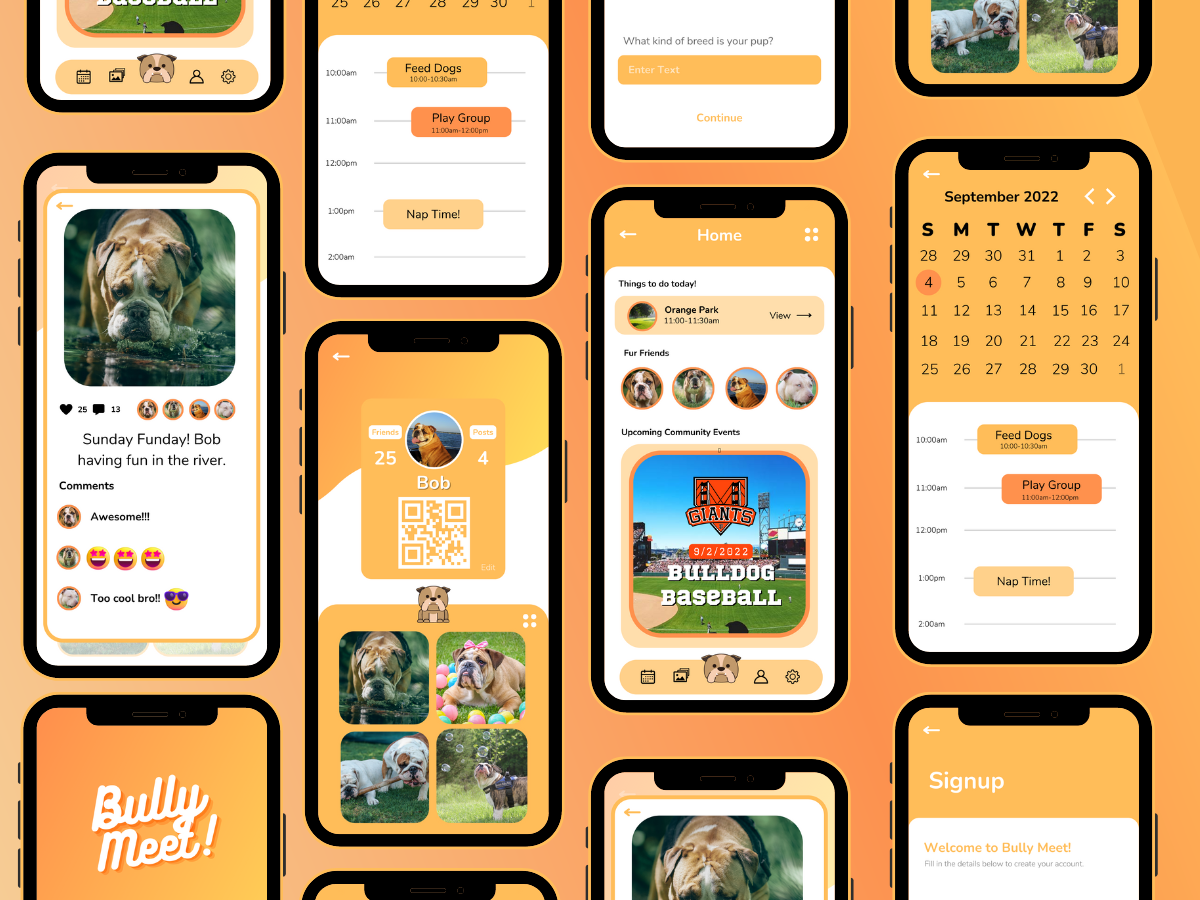 Baseball
25 26 27 28 29 30 1
10:00am
Feed Dogs
10:00-10:30am
11:00am
Play Group
11:00am-12:00pm
12:00pm
1:00pm
Nap Time!
2:00am
What kind of breed is your pup?
Enter Text
Continue
25 13
Sunday Funday! Bob
having fun in the river.
Comments
Awesome!!!
Too cool bro!!
Bully
Meet!
Friends
Posts
25
4
Bob
Edit
Home
Things to do today!
Orange Park
11:00-11:30am
View
Fur Friends
Upcoming Community Events
GIANTS
9/2/2022
BULLDOG
BaseBALL
September 2022
S M T W T F S
28 29 30 31 1 2 3
4 5 6 7 8 9 10
11 12 13 14 15 16 17
18 19 20 21 22 23 24
25 26 27 28 29 30 1
10:00am
Feed Dogs
10:00-10:30am
11:00am
Play Group
11:00am-12:00pm
12:00pm
1:00pm
Nap Time!
2:00am
Signup
Welcome to Bully Meet!
Fill in the details below to create your account.